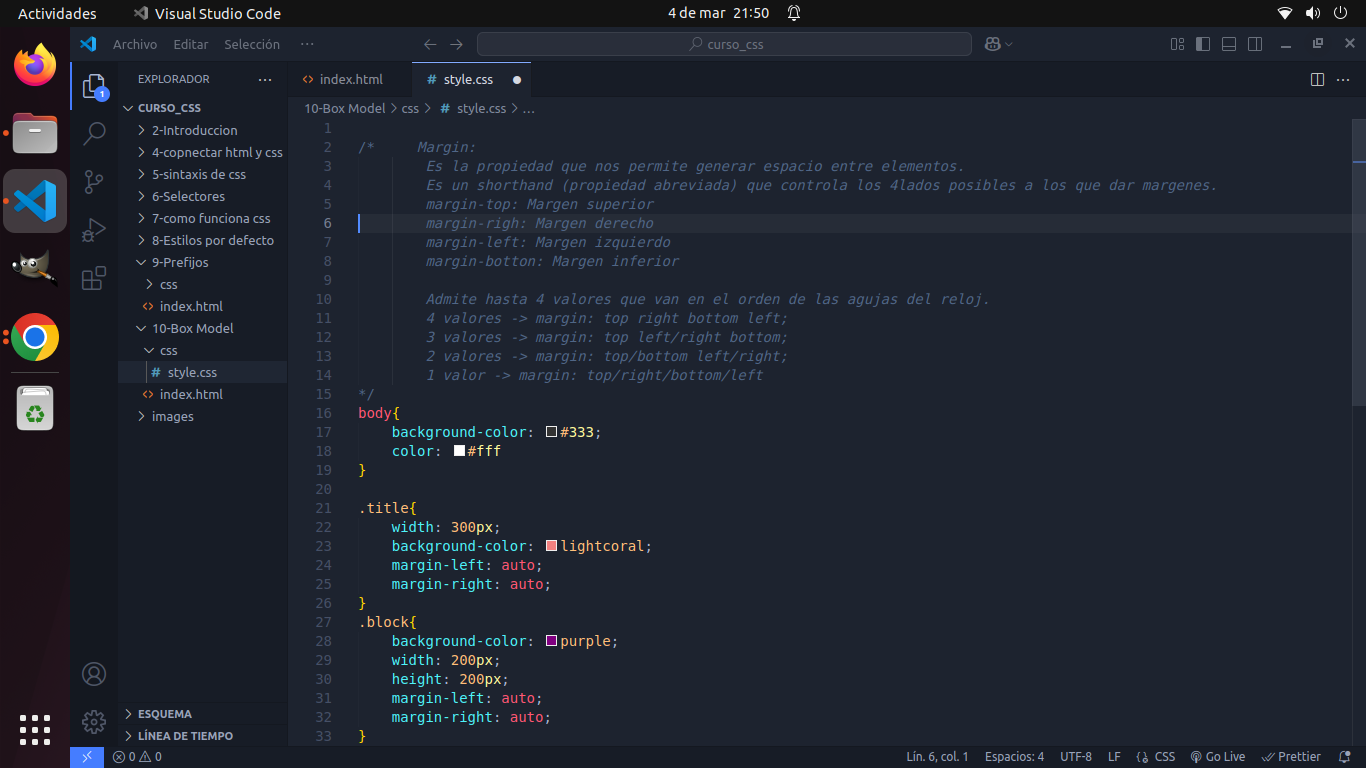 Actividades
Visual Studio Code
4 de mar 21:50
Archivo Editar Selección ···
curso_css
EXPLORADOR ···
CURSO_CSS
2-Introduccion
4-copnectar html y css
5-sintaxis de css
6-Selectores
7-como funciona css
8-Estilos por defecto
9-Prefijos
css
<> index.html
10-Box Model
css
# style.css
<> index.html
images
ESQUEMA
LÍNEA DE TIEMPO
1
<> index.html
# style.css
10-Box Model > css > # style.css > ...
1
2 /* Margin:
3 Es la propiedad que nos permite generar espacio entre elementos.
4 Es un shorthand (propiedad abreviada) que controla los 4lados posibles a los que dar margenes.
5 margin-top: Margen superior
6 margin-righ: Margen derecho
7 margin-left: Margen izquierdo
8 margin-botton: Margen inferior
9
10 Admite hasta 4 valores que van en el orden de las agujas del reloj.
11 4 valores -> margin: top right bottom left;
12 3 valores -> margin: top left/right bottom;
13 2 valores -> margin: top/bottom left/right;
14 1 valor -> margin: top/right/bottom/left
15 */
16 body{
17 background-color: #333;
18 color: #fff
19 }
20
21 .title{
22 width: 300px;
23 background-color: lightcoral;
24 margin-left: auto;
25 margin-right: auto;
26 }
27 .block{
28 background-color: purple;
29 width: 200px;
30 height: 200px;
31 margin-left: auto;
32 margin-right: auto;
33 }
0 0
Lín. 6, col. 1 Espacios: 4 UTF-8 LF {} CSS Go Live Prettier